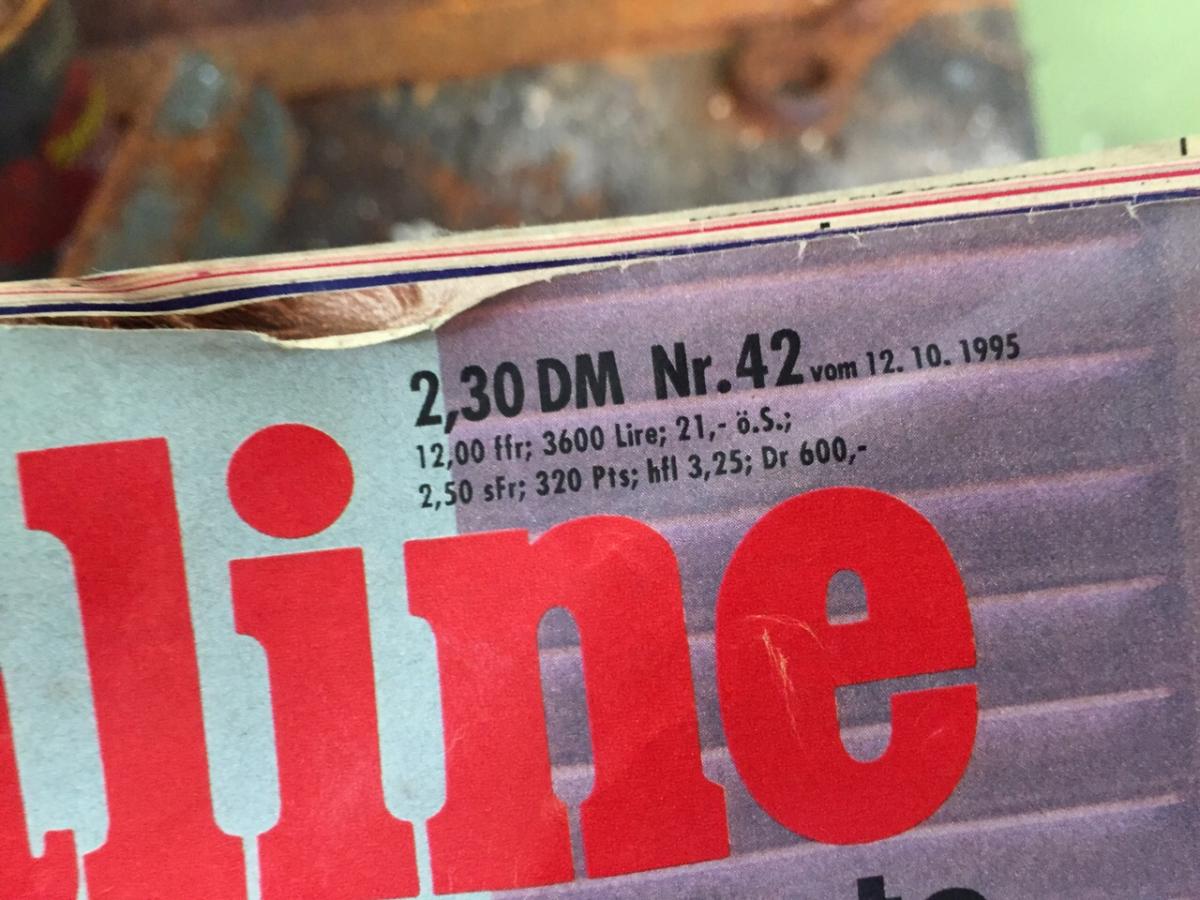 2,30 DM Nr. 42 vom 12. 10. 1995
12,00 ffr; 3600 Lire; 21,- ö.S.;
2,50 sFr; 320 Pts; hfl 3,25; Dr 600,-
line